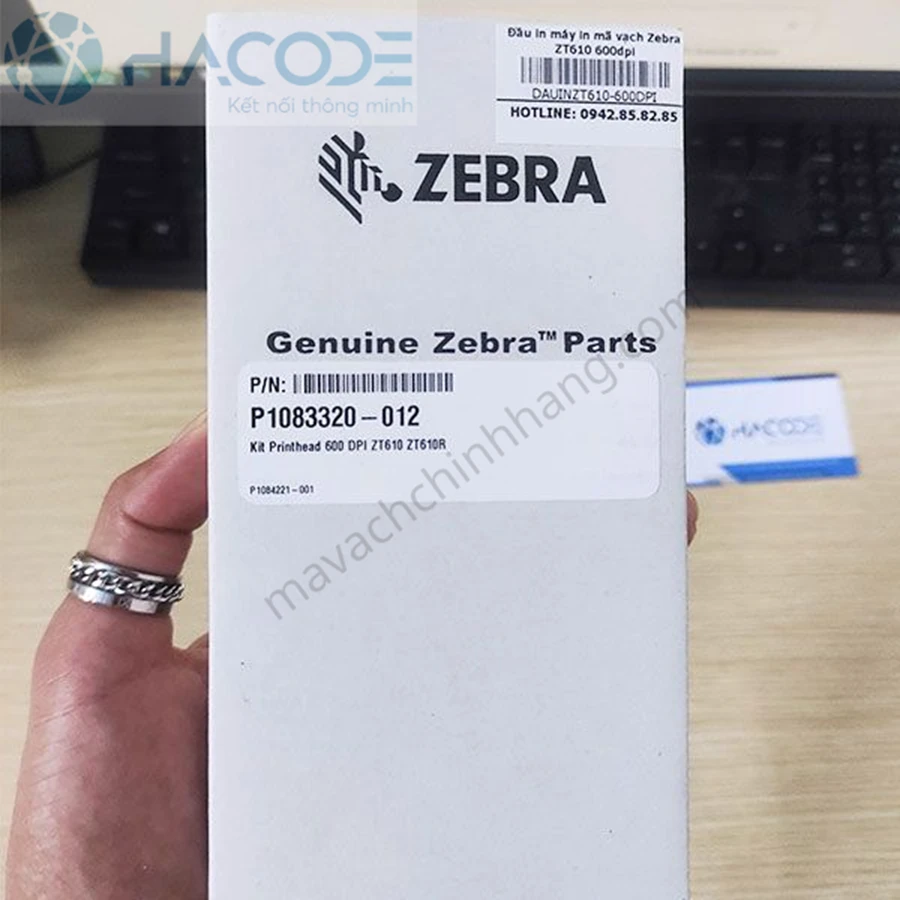 HACODE
Kết nối thông minh
Đầu in máy in mã vạch Zebra
ZT610 600dpi
DAUINZT610-600DPI
HOTLINE: 0942.85.82.85
ZEBRA
Genuine Zebra™ Parts
P/N:
P1083320-012
Kit Printhead 600 DPI ZT610 ZT610R
P1084221-001
mavachchinhhang.com
HACODE